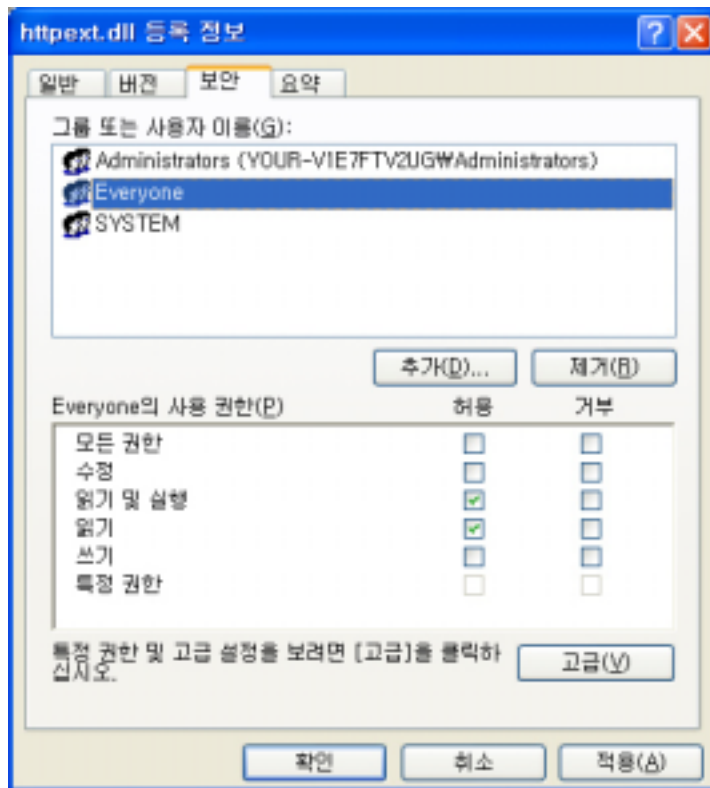 httpext.dll 등록 정보
일반 버전 보안 요약
그룹 또는 사용자 이름(G):
Administrators (YOUR-V1E7FTV2UG₩Administrators)
Everyone
SYSTEM
추가(D)... 제거(R)
Everyone의 사용 권한(P) 허용 거부
모든 권한
수정
읽기 및 실행
읽기
쓰기
특정 권한
특정 권한 및 고급 설정을 보려면 [고급]을 클릭하
십시오.
고급(V)
확인 취소 적용(A)